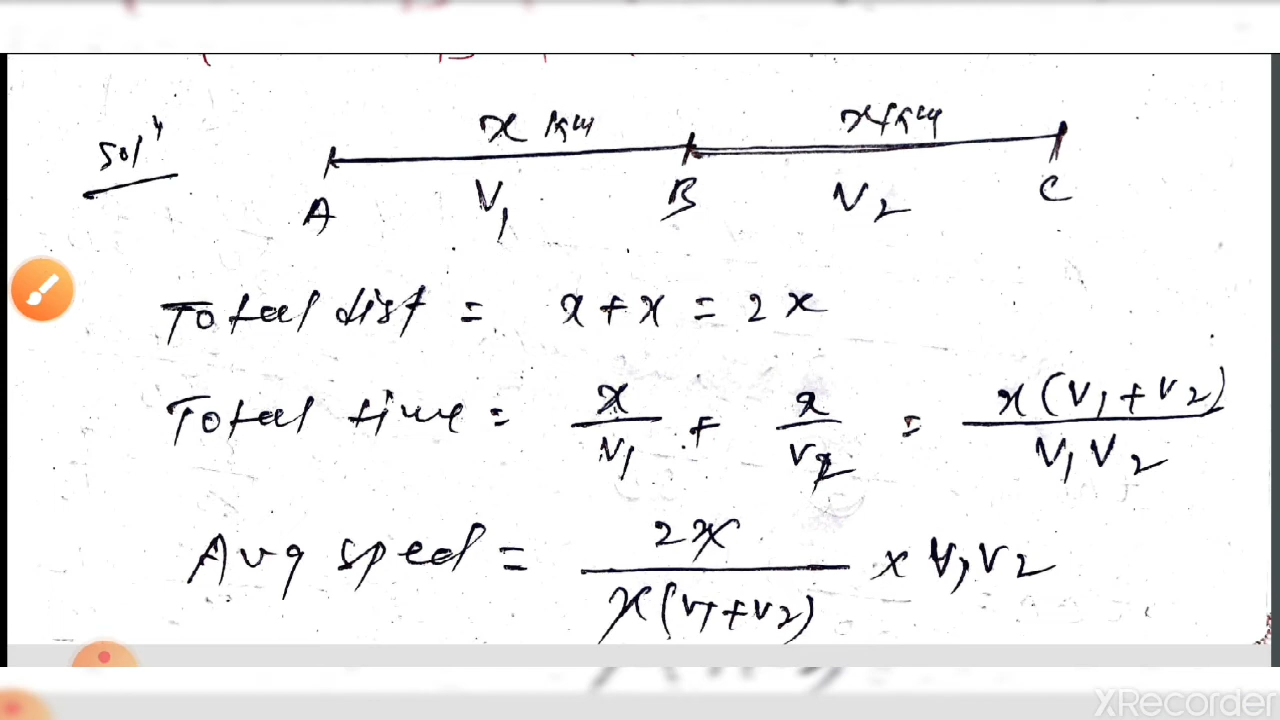 Solⁿ
x km x km
A V₁ B V₂ C
Total dist = x + x = 2x
Total time = x/V₁ + x/V₂ = x(V₁+V₂)/V₁V₂
Avg speed = 2x/x(V₁+V₂) x V₁V₂
XRecorder